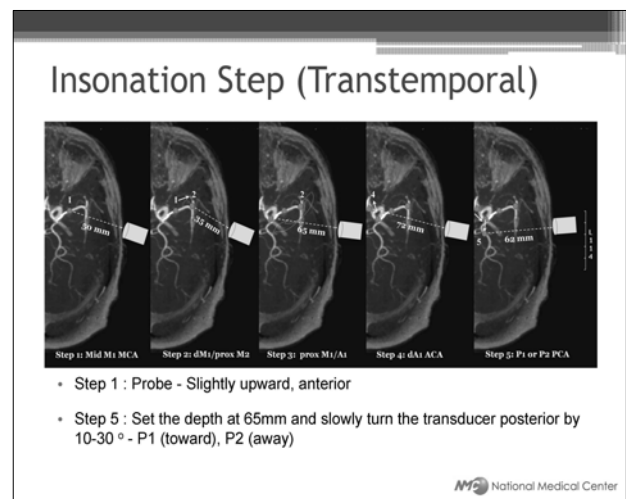 Insonation Step (Transtemporal)
1 1 2 2 4 5
50 mm 35 mm 65 mm 72 mm 62 mm
Step 1: Mid M1 MCA Step 2: dM1/prox M2 Step 3: prox M1/A1 Step 4: dA1 ACA Step 5: P1 or P2 PCA
• Step 1 : Probe - Slightly upward, anterior
• Step 5 : Set the depth at 65mm and slowly turn the transducer posterior by
10-30 º - P1 (toward), P2 (away)
NMC National Medical Center